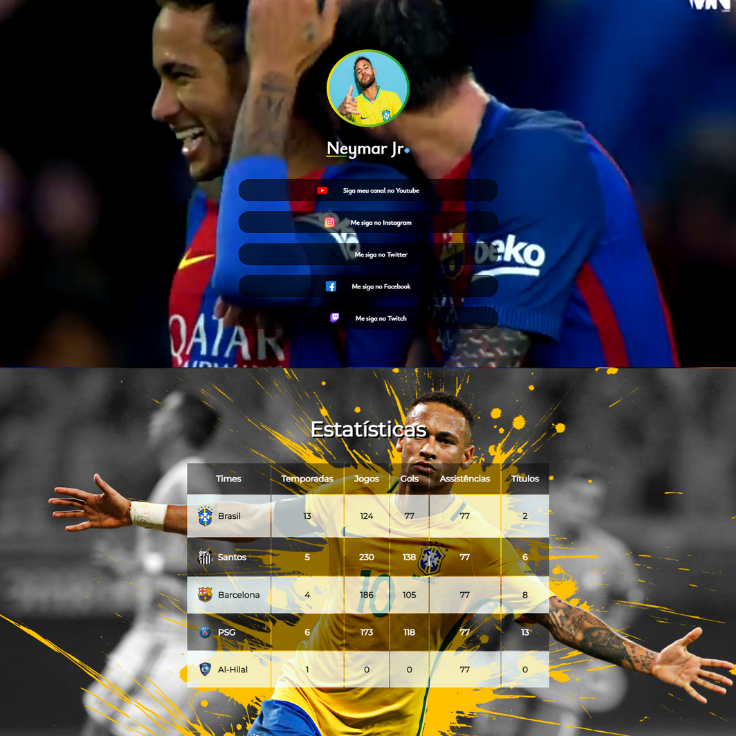 Neymar Jr
Siga meu canal no Youtube
Me siga no Instagram
Me siga no Twitter
Me siga no Facebook
Me siga no Twitch
beko
QATAR
Estatísticas
Times Temporadas Jogos Gols Assistências Títulos
Brasil 13 124 77 77 2
Santos 5 230 138 77 6
Barcelona 4 186 105 77 8
PSG 6 173 118 77 13
Al-Hilal 1 0 0 77 0
10